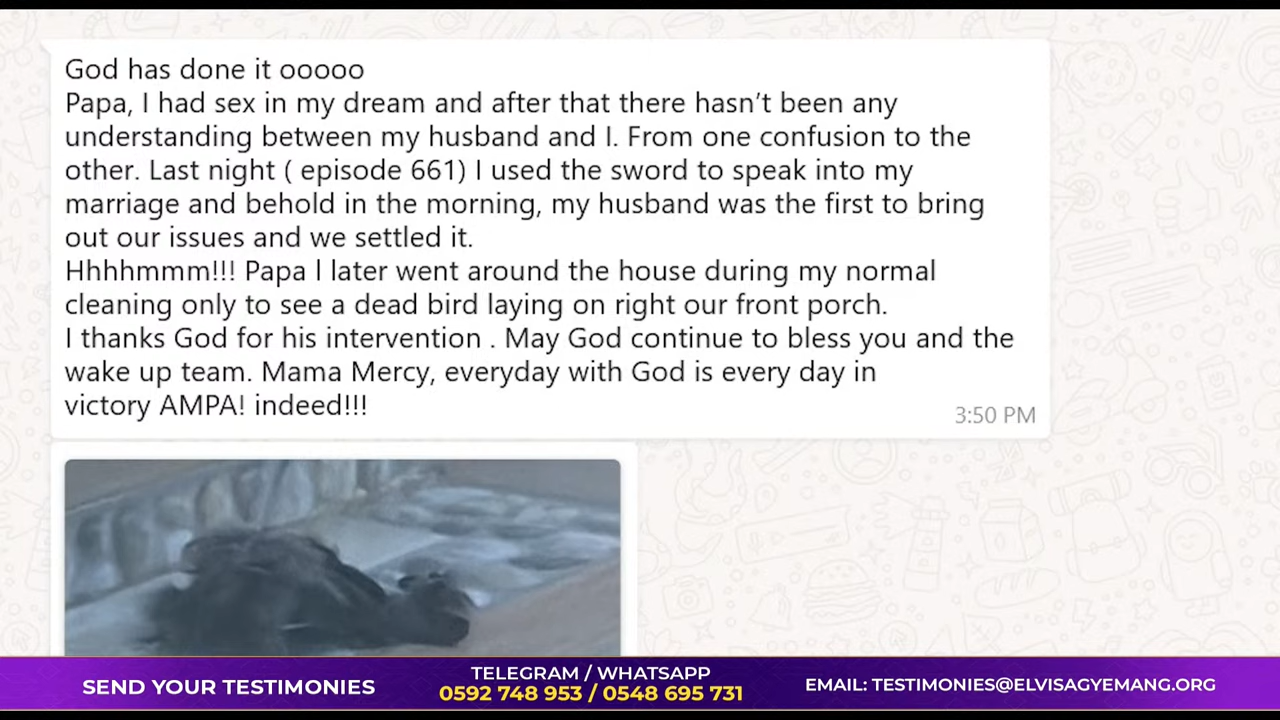 God has done it ooooo
Papa, I had sex in my dream and after that there hasn't been any
understanding between my husband and I. From one confusion to the
other. Last night ( episode 661) I used the sword to speak into my
marriage and behold in the morning, my husband was the first to bring
out our issues and we settled it.
Hhhhmmm!!! Papa I later went around the house during my normal
cleaning only to see a dead bird laying on right our front porch.
I thanks God for his intervention . May God continue to bless you and the
wake up team. Mama Mercy, everyday with God is every day in
victory AMPA! indeed!!!
3:50 PM
SEND YOUR TESTIMONIES
TELEGRAM / WHATSAPP
0592 748 953 / 0548 695 731
EMAIL: TESTIMONIES@ELVISAGYEMANG.ORG